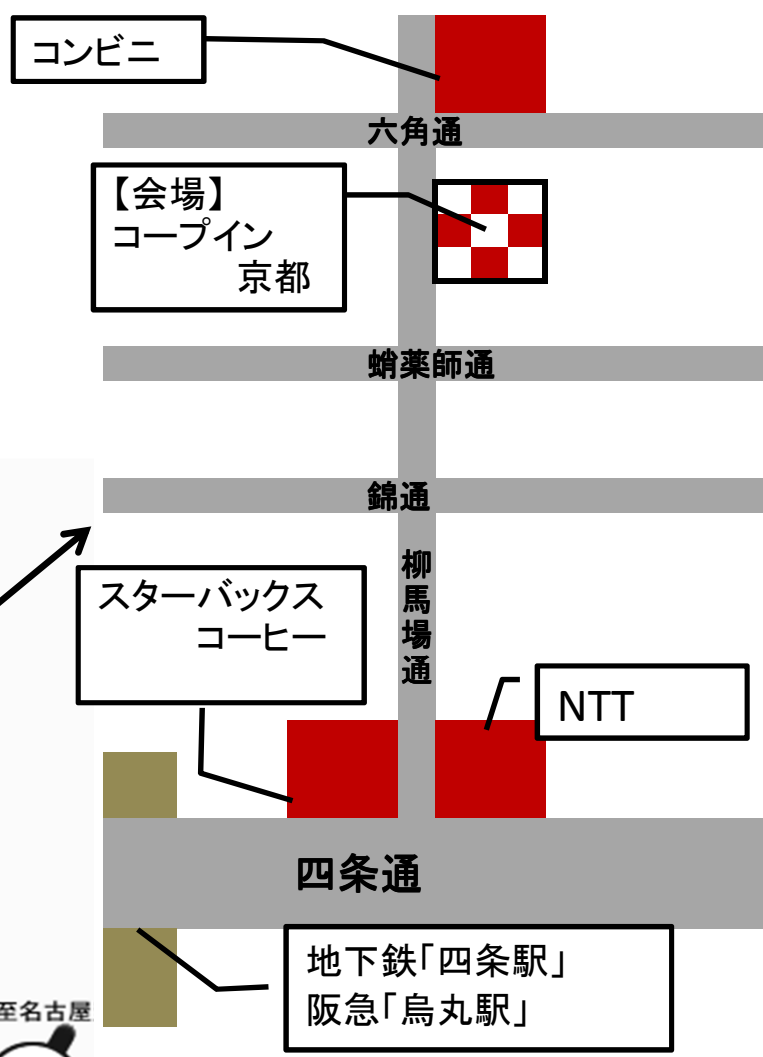 コンビニ
六角通
【会場】
コープイン
京都
蛸薬師通
錦通
柳馬場通
スターバックス
コーヒー
NTT
四条通
地下鉄「四条駅」
阪急「烏丸駅」
至名古屋